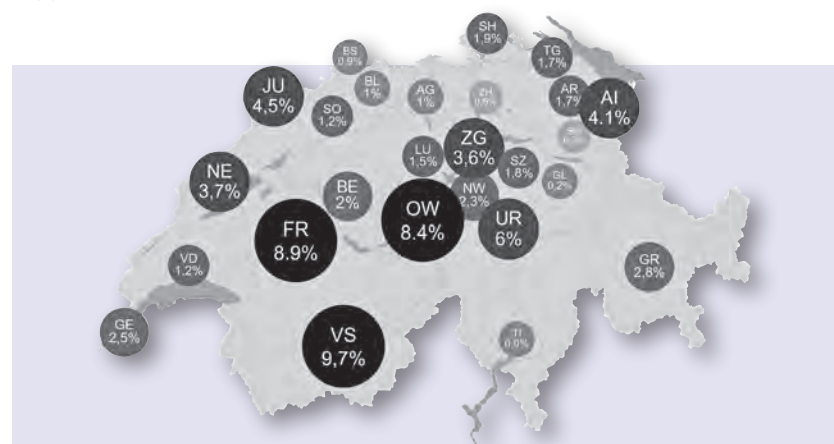 SH
1,9%
BS
0,9%
TG
1,7%
JU
4,5%
BL
1%
AG
1%
ZH
AR
1,7%
AI
4.1%
SO
1,2%
ZG
3,6%
LU
1,5%
SZ
1,8%
GL
0,2%
NE
3,7%
BE
2%
NW
2,3%
OW
8.4%
UR
6%
FR
8.9%
VD
1,2%
GR
2,8%
GE
2,5%
VS
9,7%
TI
0,0%